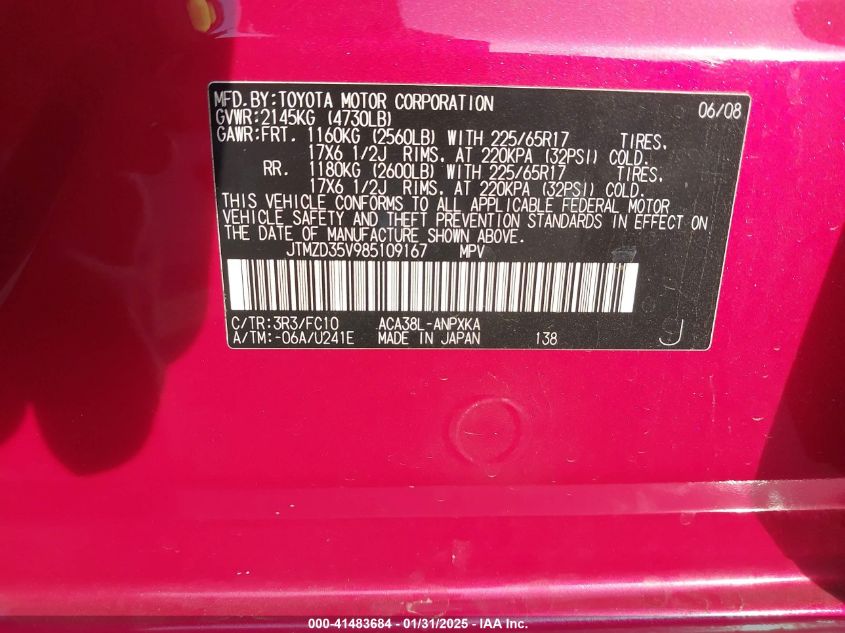 MFD.BY:TOYOTA MOTOR CORPORATION 06/08
GVWR:2145KG (4730LB)
GAWR:FRT. 1160KG (2560LB) WITH 225/65R17 TIRES,
17X6 1/2J RIMS, AT 220KPA (32PSI) COLD.
RR. 1180KG (2600LB) WITH 225/65R17 TIRES,
17X6 1/2J RIMS, AT 220KPA (32PSI) COLD.
THIS VEHICLE CONFORMS TO ALL APPLICABLE FEDERAL MOTOR
VEHICLE SAFETY AND THEFT PREVENTION STANDARDS IN EFFECT ON
THE DATE OF MANUFACTURE SHOWN ABOVE.
JTMZD35V985109167 MPV
C/TR:3R3/FC10 ACA38L-ANPXKA
A/TM:-06A/U241E MADE IN JAPAN 138 J
000-41483684 - 01/31/2025 - IAA Inc.